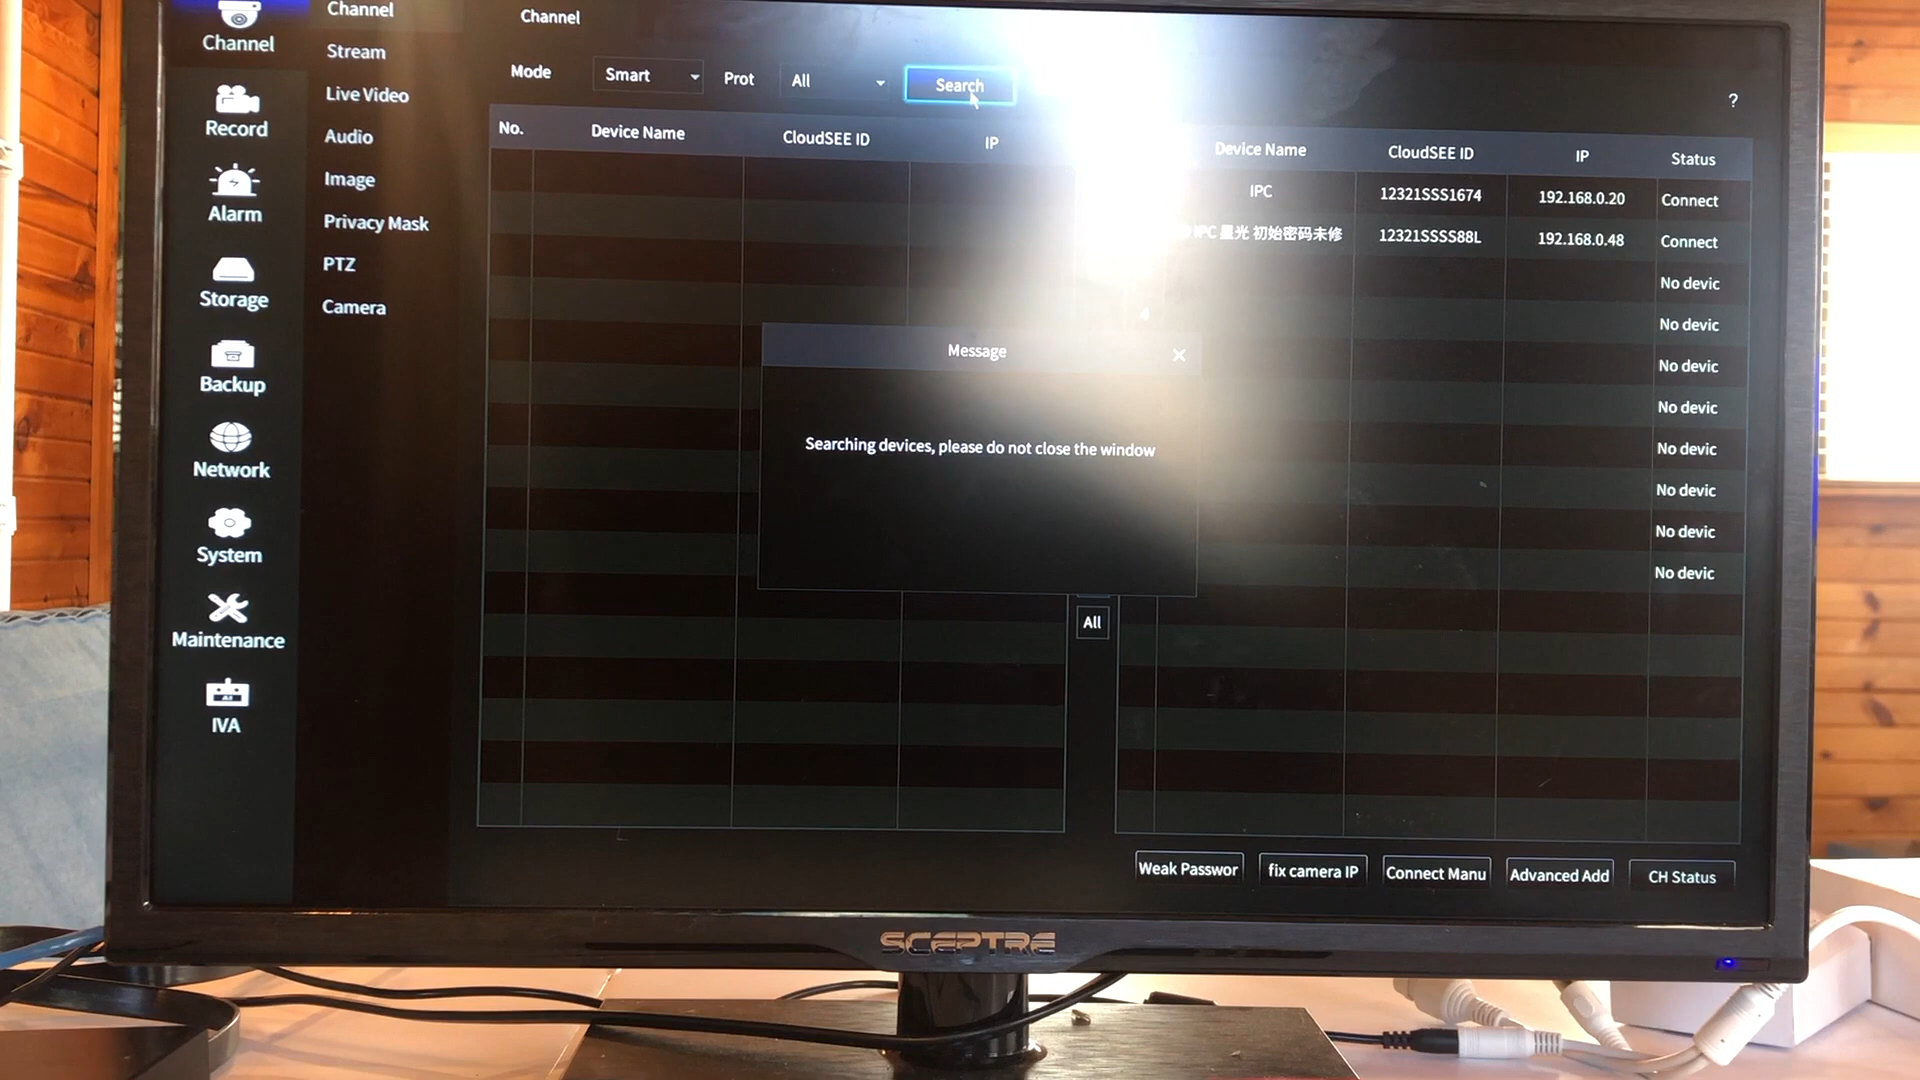 Channel
Record
Alarm
Storage
Backup
Network
System
Maintenance
IVA
Channel
Stream
Live Video
Audio
Image
Privacy Mask
PTZ
Camera
Channel
Mode Smart Prot All Search
?
No. Device Name CloudSEE ID IP
Device Name CloudSEE ID IP Status
IPC 12321SSS1674 192.168.0.20 Connect
IPC 星光 初始密码未修 12321SSSS88L 192.168.0.48 Connect
No devic
No devic
No devic
No devic
No devic
No devic
No devic
No devic
4
Message
Searching devices, please do not close the window
All
Weak Passwor fix camera IP Connect Manu Advanced Add CH Status
SCEPTRE